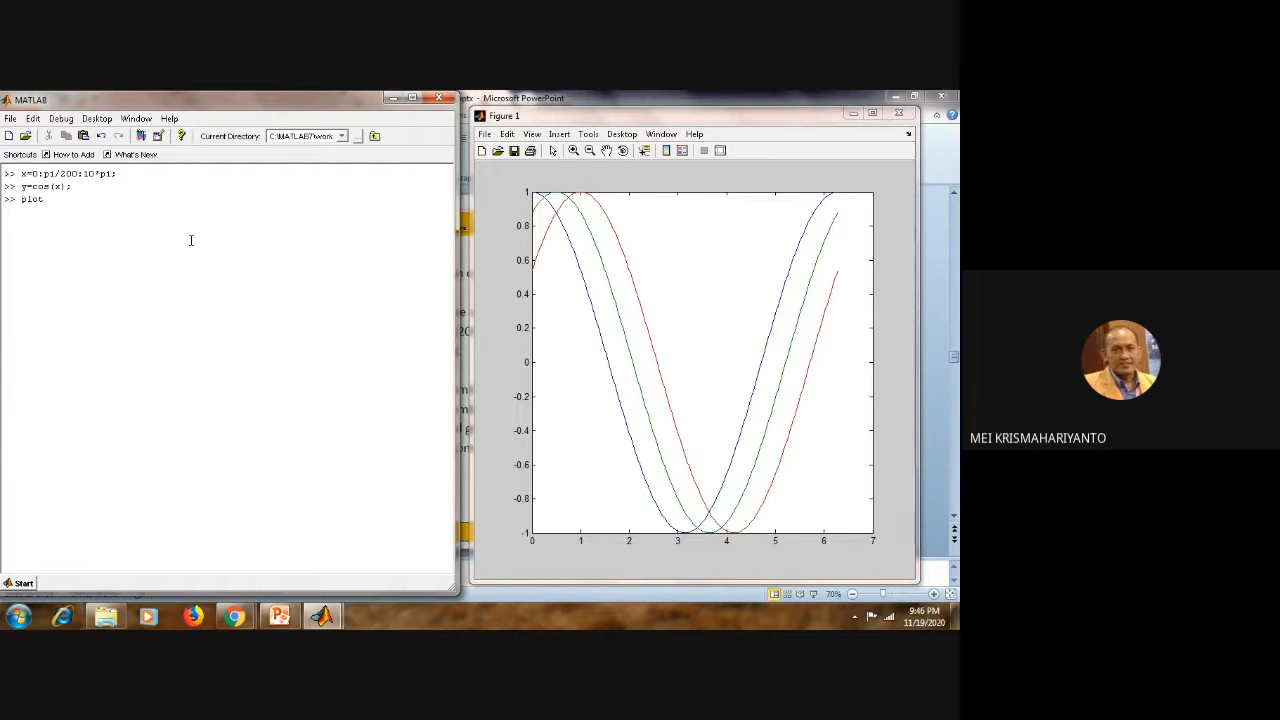 ptx - Microsoft PowerPoint
MATLAB
Figure 1
File Edit Debug Desktop Window Help
File Edit View Insert Tools Desktop Window Help
Current Directory: C:\MATLAB7\work
Shortcuts How to Add What's New
>> x=0:pi/200:10*pi;
>> y=cos(x);
>> plot
1
0.8
0.6
0.4
0.2
0
-0.2
-0.4
-0.6
-0.8
-1
0 1 2 3 4 5 6 7
MEI KRISMAHARIYANTO
Start
70%
9:46 PM
11/19/2020